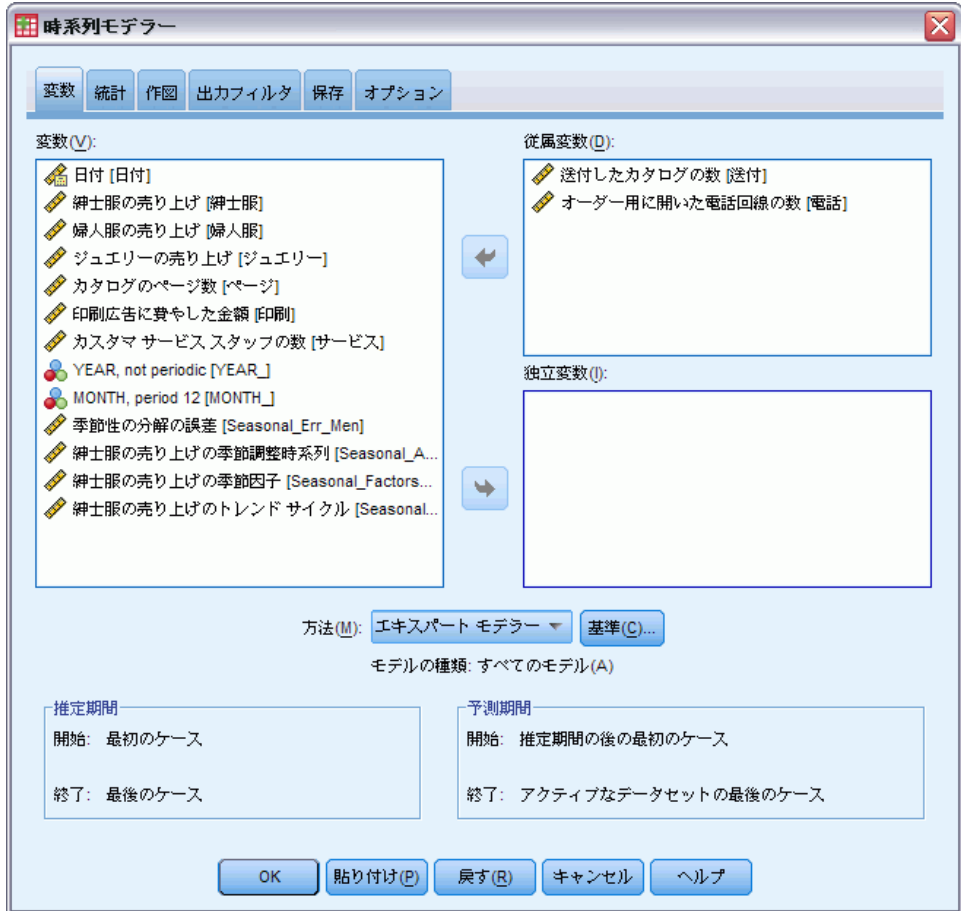 時系列モデラー
変数 統計 作図 出力フィルタ 保存 オプション
変数(V):
日付 [日付]
紳士服の売り上げ [紳士服]
婦人服の売り上げ [婦人服]
ジュエリーの売り上げ [ジュエリー]
カタログのページ数 [ページ]
印刷広告に費やした金額 [印刷]
カスタマ サービス スタッフの数 [サービス]
YEAR, not periodic [YEAR_]
MONTH, period 12 [MONTH_]
季節性の分解の誤差 [Seasonal_Err_Men]
紳士服の売り上げの季節調整時系列 [Seasonal_A...
紳士服の売り上げの季節因子 [Seasonal_Factors...
紳士服の売り上げのトレンド サイクル [Seasonal...
従属変数(D):
送付したカタログの数 [送付]
オーダー用に開いた電話回線の数 [電話]
独立変数(I):
方法(M): エキスパート モデラー 基準(C)...
モデルの種類: すべてのモデル(A)
推定期間
開始: 最初のケース
終了: 最後のケース
予測期間
開始: 推定期間の後の最初のケース
終了: アクティブなデータセットの最後のケース
OK 貼り付け(P) 戻す(R) キャンセル ヘルプ